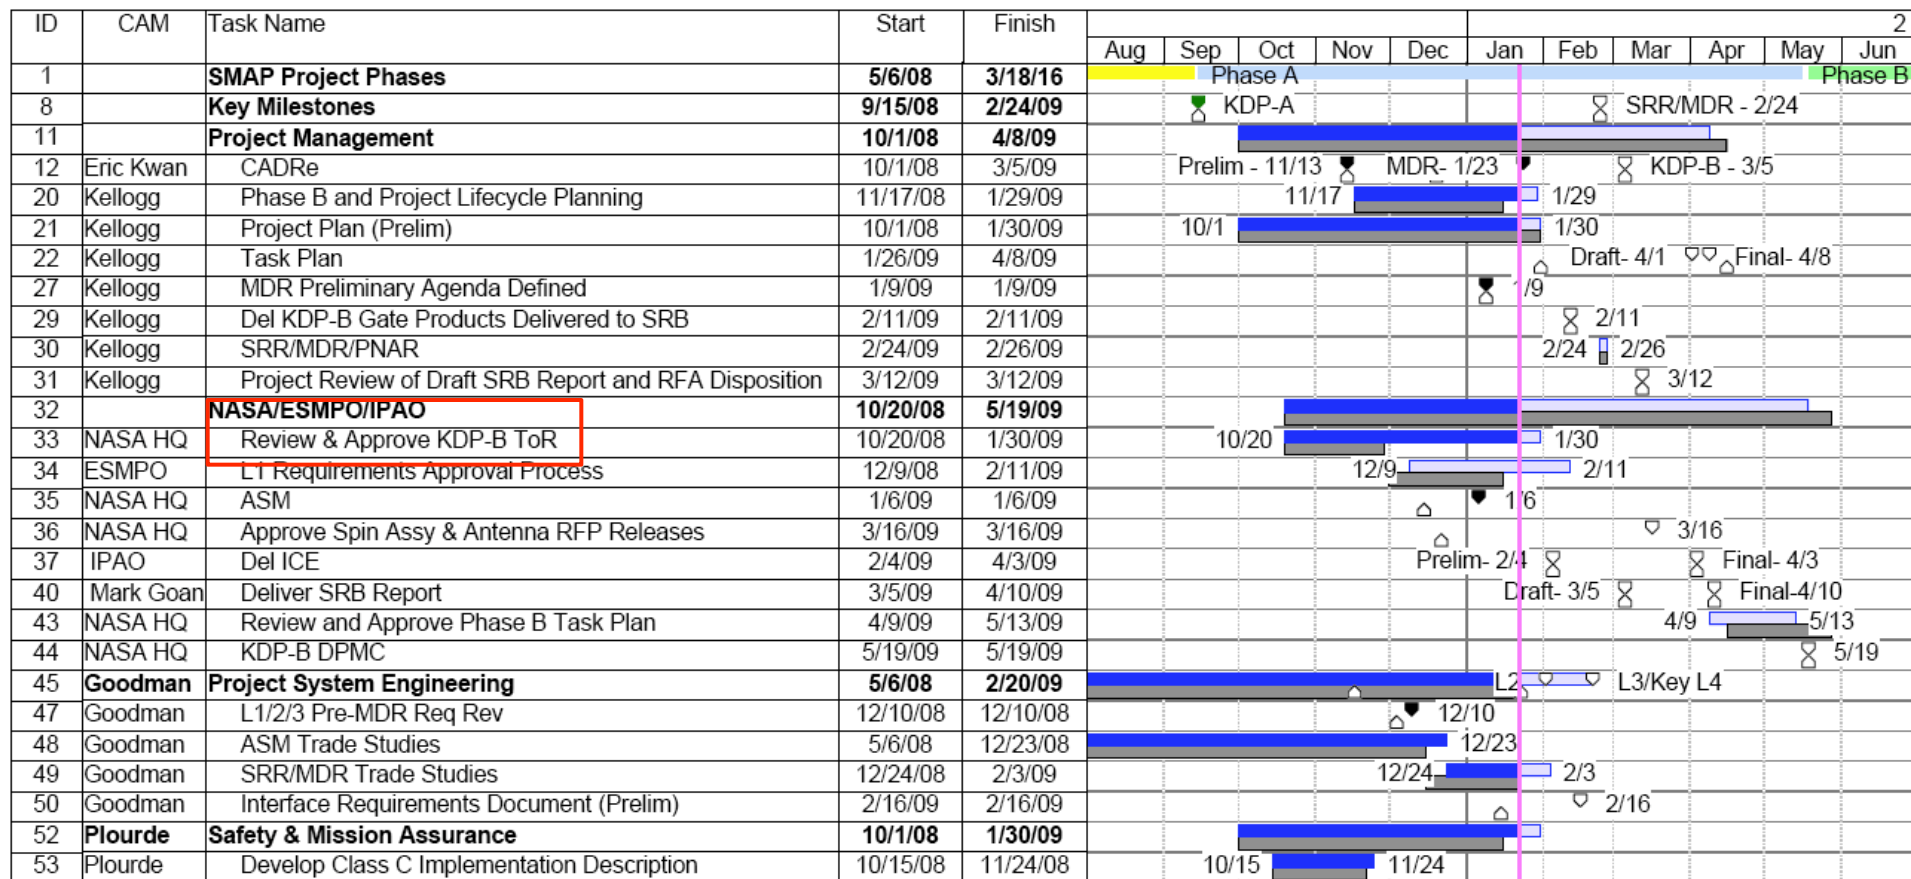 ID CAM Task Name Start Finish 2
Aug Sep Oct Nov Dec Jan Feb Mar Apr May Jun
1 SMAP Project Phases 5/6/08 3/18/16 Phase A Phase B
8 Key Milestones 9/15/08 2/24/09 KDP-A SRR/MDR - 2/24
11 Project Management 10/1/08 4/8/09
12 Eric Kwan CADRe 10/1/08 3/5/09 Prelim - 11/13 MDR- 1/23 KDP-B - 3/5
20 Kellogg Phase B and Project Lifecycle Planning 11/17/08 1/29/09 11/17 1/29
21 Kellogg Project Plan (Prelim) 10/1/08 1/30/09 10/1 1/30
22 Kellogg Task Plan 1/26/09 4/8/09 Draft- 4/1 Final- 4/8
27 Kellogg MDR Preliminary Agenda Defined 1/9/09 1/9/09 /9
29 Kellogg Del KDP-B Gate Products Delivered to SRB 2/11/09 2/11/09 2/11
30 Kellogg SRR/MDR/PNAR 2/24/09 2/26/09 2/24 2/26
31 Kellogg Project Review of Draft SRB Report and RFA Disposition 3/12/09 3/12/09 3/12
32 NASA/ESMPO/IPAO 10/20/08 5/19/09
33 NASA HQ Review & Approve KDP-B ToR 10/20/08 1/30/09 10/20 1/30
34 ESMPO L1 Requirements Approval Process 12/9/08 2/11/09 12/9 2/11
35 NASA HQ ASM 1/6/09 1/6/09 1/6
36 NASA HQ Approve Spin Assy & Antenna RFP Releases 3/16/09 3/16/09 3/16
37 IPAO Del ICE 2/4/09 4/3/09 Prelim- 2/4 Final- 4/3
40 Mark Goan Deliver SRB Report 3/5/09 4/10/09 Draft- 3/5 Final-4/10
43 NASA HQ Review and Approve Phase B Task Plan 4/9/09 5/13/09 4/9 5/13
44 NASA HQ KDP-B DPMC 5/19/09 5/19/09 5/19
45 Goodman Project System Engineering 5/6/08 2/20/09 L2 L3/Key L4
47 Goodman L1/2/3 Pre-MDR Req Rev 12/10/08 12/10/08 12/10
48 Goodman ASM Trade Studies 5/6/08 12/23/08 12/23
49 Goodman SRR/MDR Trade Studies 12/24/08 2/3/09 12/24 2/3
50 Goodman Interface Requirements Document (Prelim) 2/16/09 2/16/09 2/16
52 Plourde Safety & Mission Assurance 10/1/08 1/30/09
53 Plourde Develop Class C Implementation Description 10/15/08 11/24/08 10/15 11/24